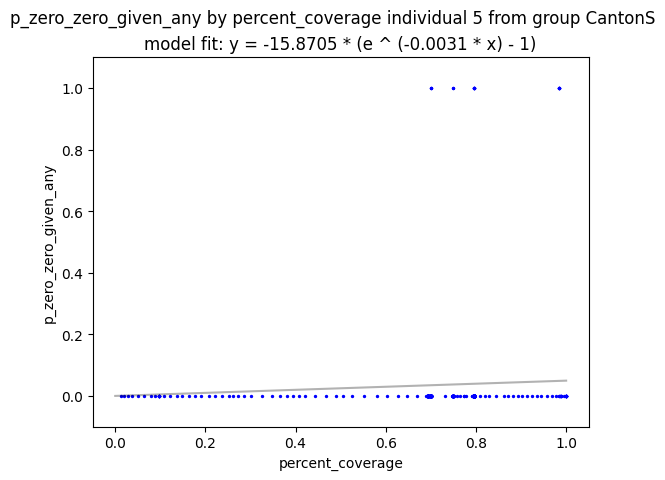 p_zero_zero_given_any by percent_coverage individual 5 from group CantonS
model fit: y = -15.8705 * (e ^ (-0.0031 * x) - 1)
1.0
0.8
0.6
0.4
0.2
0.0
p_zero_zero_given_any
0.0 0.2 0.4 0.6 0.8 1.0
percent_coverage